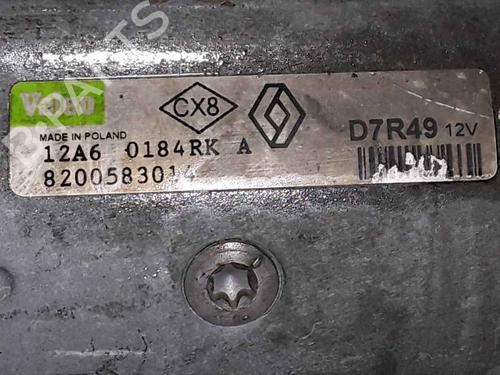 Valeo
CX8
D7R49 12V
MADE IN POLAND
12A6 0184RK A
8200583014